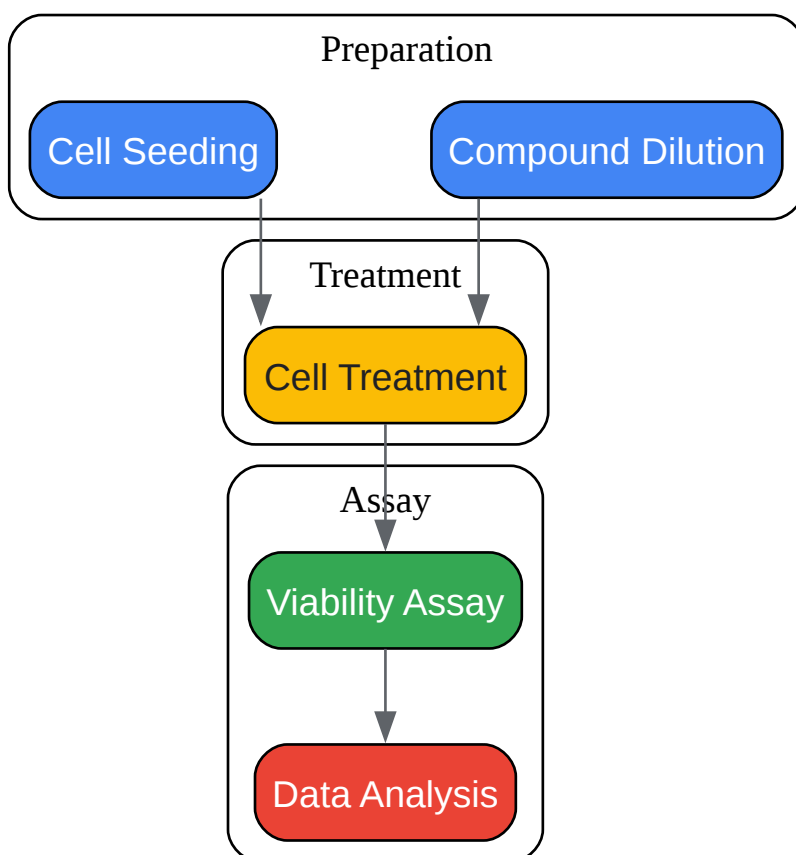 Preparation
Cell Seeding
Compound Dilution
Treatment
Cell Treatment
Assay
Viability Assay
Data Analysis